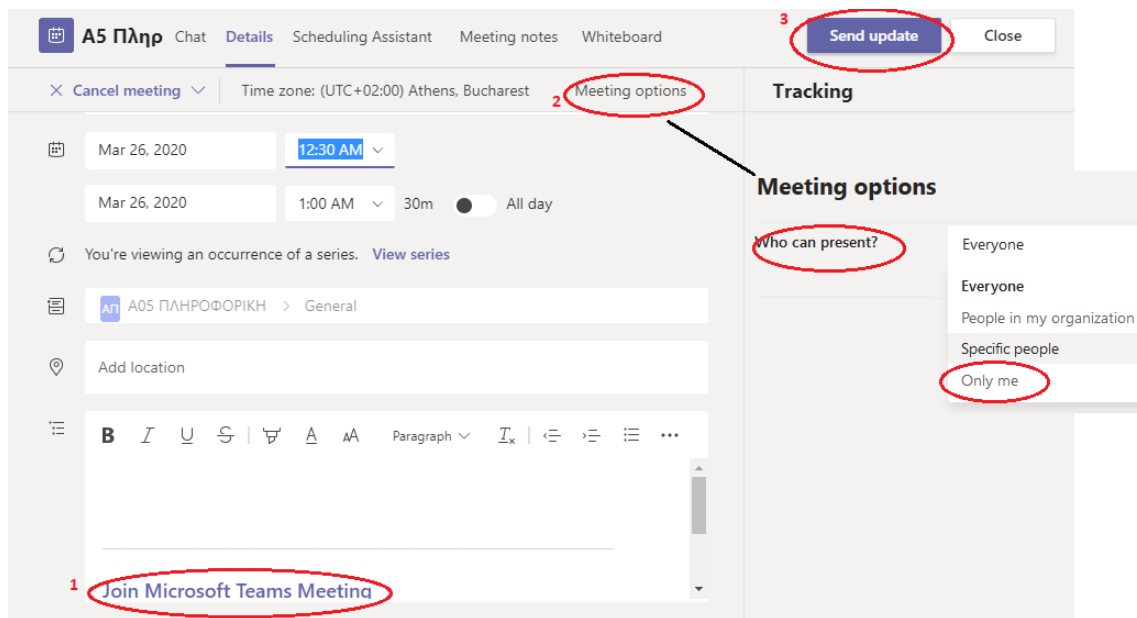 3
A5 Πληρ Chat Details Scheduling Assistant Meeting notes Whiteboard Send update Close
Cancel meeting Time zone: (UTC+02:00) Athens, Bucharest 2 Meeting options Tracking
Mar 26, 2020 12:30 AM
Mar 26, 2020 1:00 AM 30m All day
Meeting options
Who can present? Everyone
You're viewing an occurrence of a series. View series
Everyone
ΑΠ Α05 ΠΛΗΡΟΦΟΡΙΚΗ > General
People in my organization
Specific people
Add location
Only me
B I U S A AA Paragraph Tx
1 Join Microsoft Teams Meeting